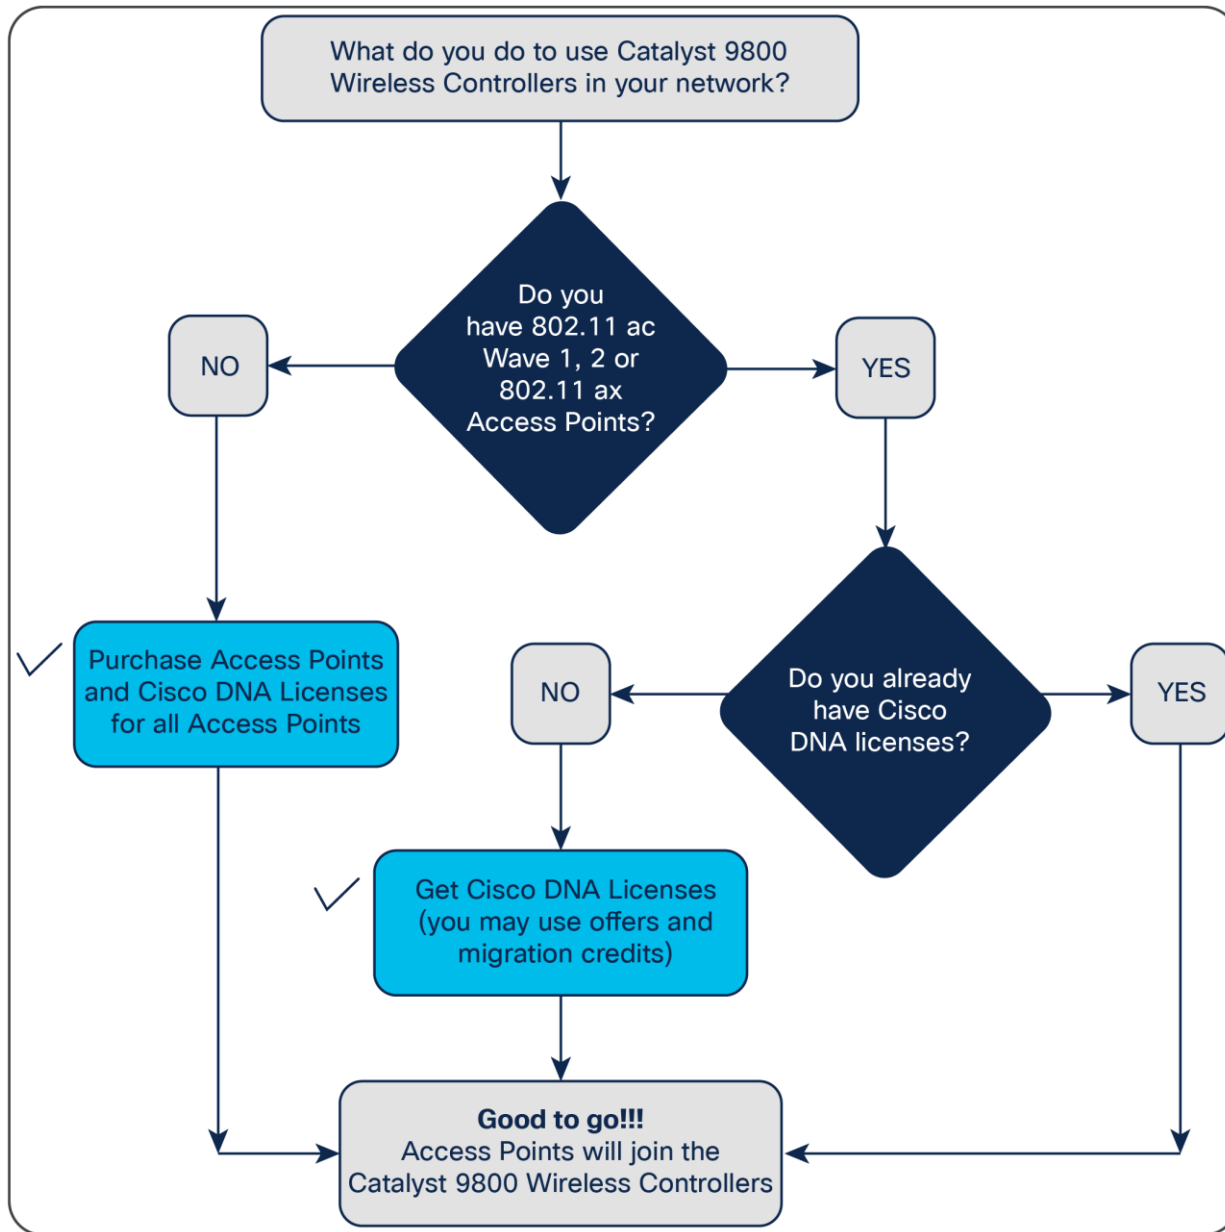 What do you do to use Catalyst 9800
Wireless Controllers in your network?
Do you
have 802.11 ac
Wave 1, 2 or
802.11 ax
Access Points?
NO
YES
Purchase Access Points
and Cisco DNA Licenses
for all Access Points
NO
Do you already
have Cisco
DNA licenses?
YES
Get Cisco DNA Licenses
(you may use offers and
migration credits)
Good to go!!!
Access Points will join the
Catalyst 9800 Wireless Controllers